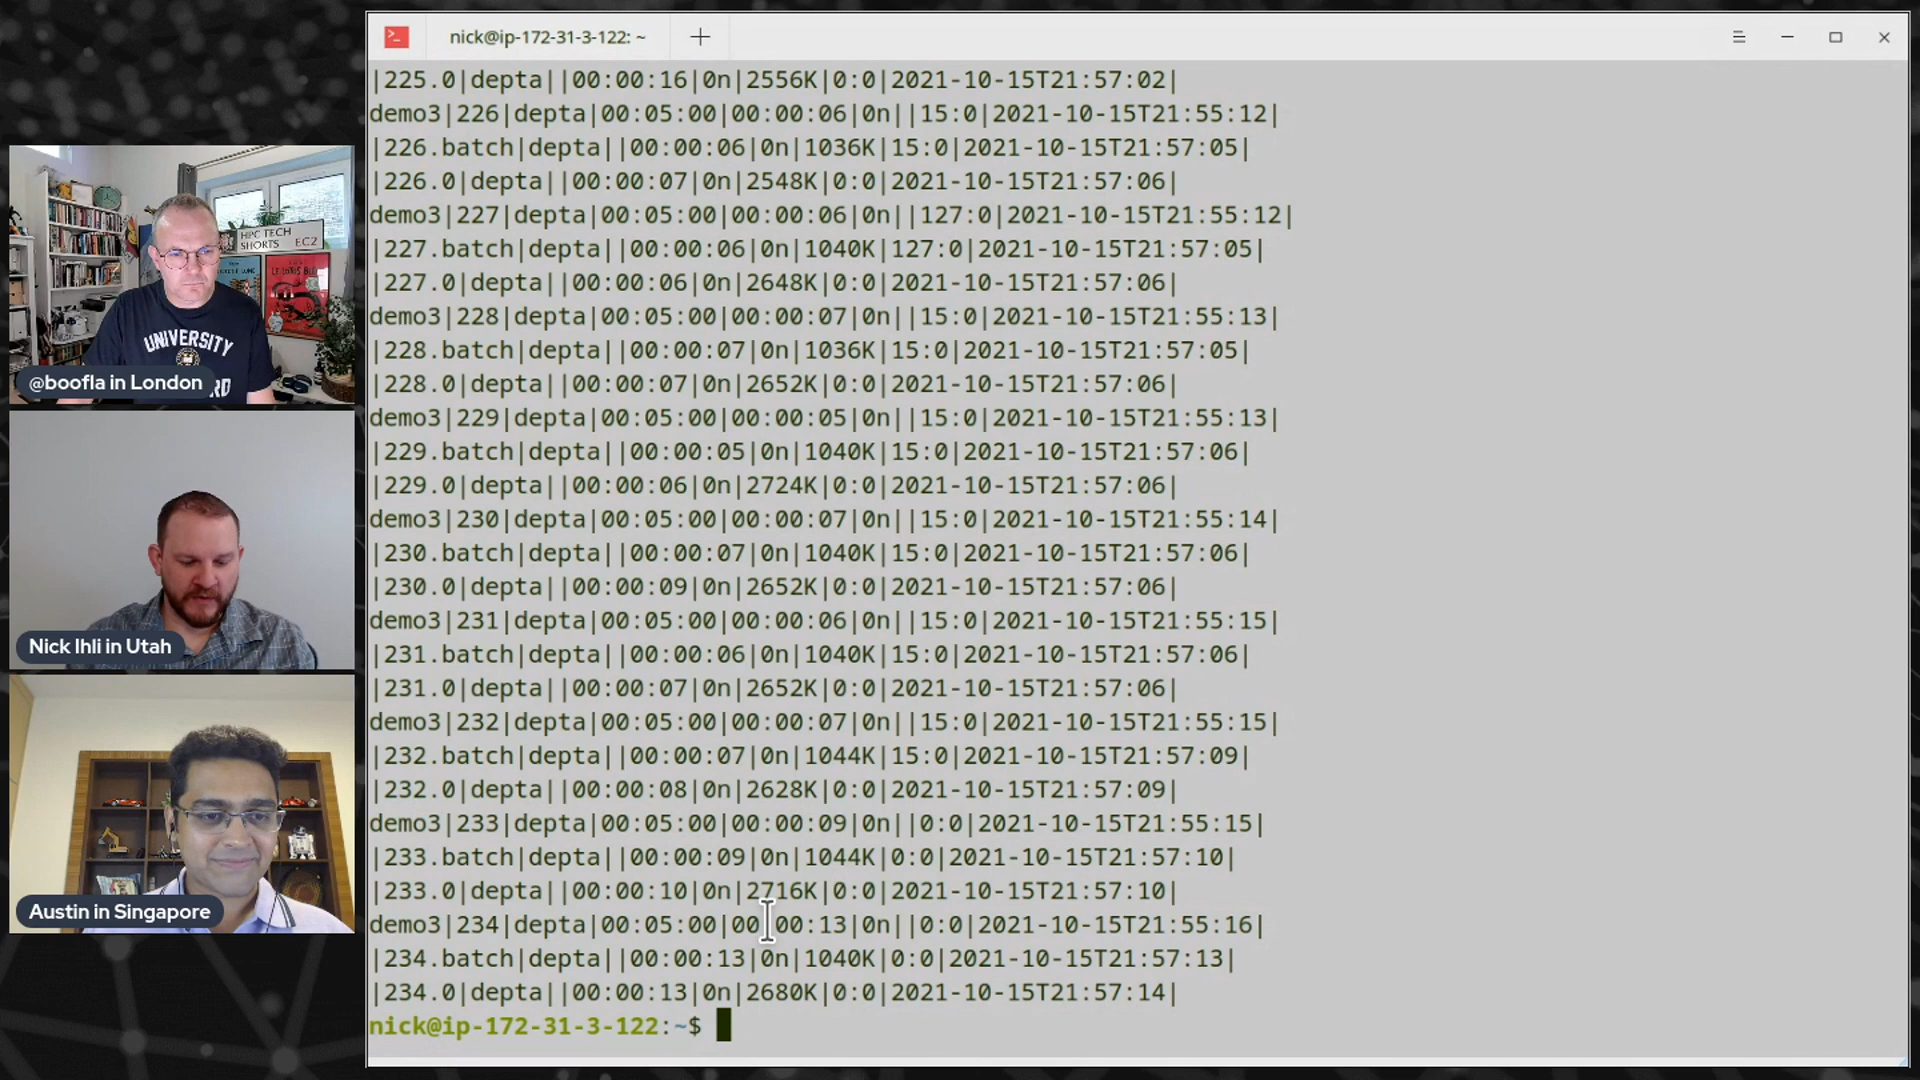 nick@ip-172-31-3-122: ~
|225.0|depta||00:00:16|0n|2556K|0:0|2021-10-15T21:57:02|
demo3|226|depta|00:05:00|00:00:06|0n||15:0|2021-10-15T21:55:12|
|226.batch|depta||00:00:06|0n|1036K|15:0|2021-10-15T21:57:05|
|226.0|depta||00:00:07|0n|2548K|0:0|2021-10-15T21:57:06|
demo3|227|depta|00:05:00|00:00:06|0n||127:0|2021-10-15T21:55:12|
|227.batch|depta||00:00:06|0n|1040K|127:0|2021-10-15T21:57:05|
|227.0|depta||00:00:06|0n|2648K|0:0|2021-10-15T21:57:06|
demo3|228|depta|00:05:00|00:00:07|0n||15:0|2021-10-15T21:55:13|
|228.batch|depta||00:00:07|0n|1036K|15:0|2021-10-15T21:57:05|
|228.0|depta||00:00:07|0n|2652K|0:0|2021-10-15T21:57:06|
demo3|229|depta|00:05:00|00:00:05|0n||15:0|2021-10-15T21:55:13|
|229.batch|depta||00:00:05|0n|1040K|15:0|2021-10-15T21:57:06|
|229.0|depta||00:00:06|0n|2724K|0:0|2021-10-15T21:57:06|
demo3|230|depta|00:05:00|00:00:07|0n||15:0|2021-10-15T21:55:14|
|230.batch|depta||00:00:07|0n|1040K|15:0|2021-10-15T21:57:06|
|230.0|depta||00:00:09|0n|2652K|0:0|2021-10-15T21:57:06|
demo3|231|depta|00:05:00|00:00:06|0n||15:0|2021-10-15T21:55:15|
|231.batch|depta||00:00:06|0n|1040K|15:0|2021-10-15T21:57:06|
|231.0|depta||00:00:07|0n|2652K|0:0|2021-10-15T21:57:06|
demo3|232|depta|00:05:00|00:00:07|0n||15:0|2021-10-15T21:55:15|
|232.batch|depta||00:00:07|0n|1044K|15:0|2021-10-15T21:57:09|
|232.0|depta||00:00:08|0n|2628K|0:0|2021-10-15T21:57:09|
demo3|233|depta|00:05:00|00:00:09|0n||0:0|2021-10-15T21:55:15|
|233.batch|depta||00:00:09|0n|1044K|0:0|2021-10-15T21:57:10|
|233.0|depta||00:00:10|0n|2716K|0:0|2021-10-15T21:57:10|
demo3|234|depta|00:05:00|00:00:13|0n||0:0|2021-10-15T21:55:16|
|234.batch|depta||00:00:13|0n|1040K|0:0|2021-10-15T21:57:13|
|234.0|depta||00:00:13|0n|2680K|0:0|2021-10-15T21:57:14|
nick@ip-172-31-3-122:~$
HPC TECH
SHORTS EC2
UNIVERSITY
@boofla in London
Nick Ihli in Utah
Austin in Singapore